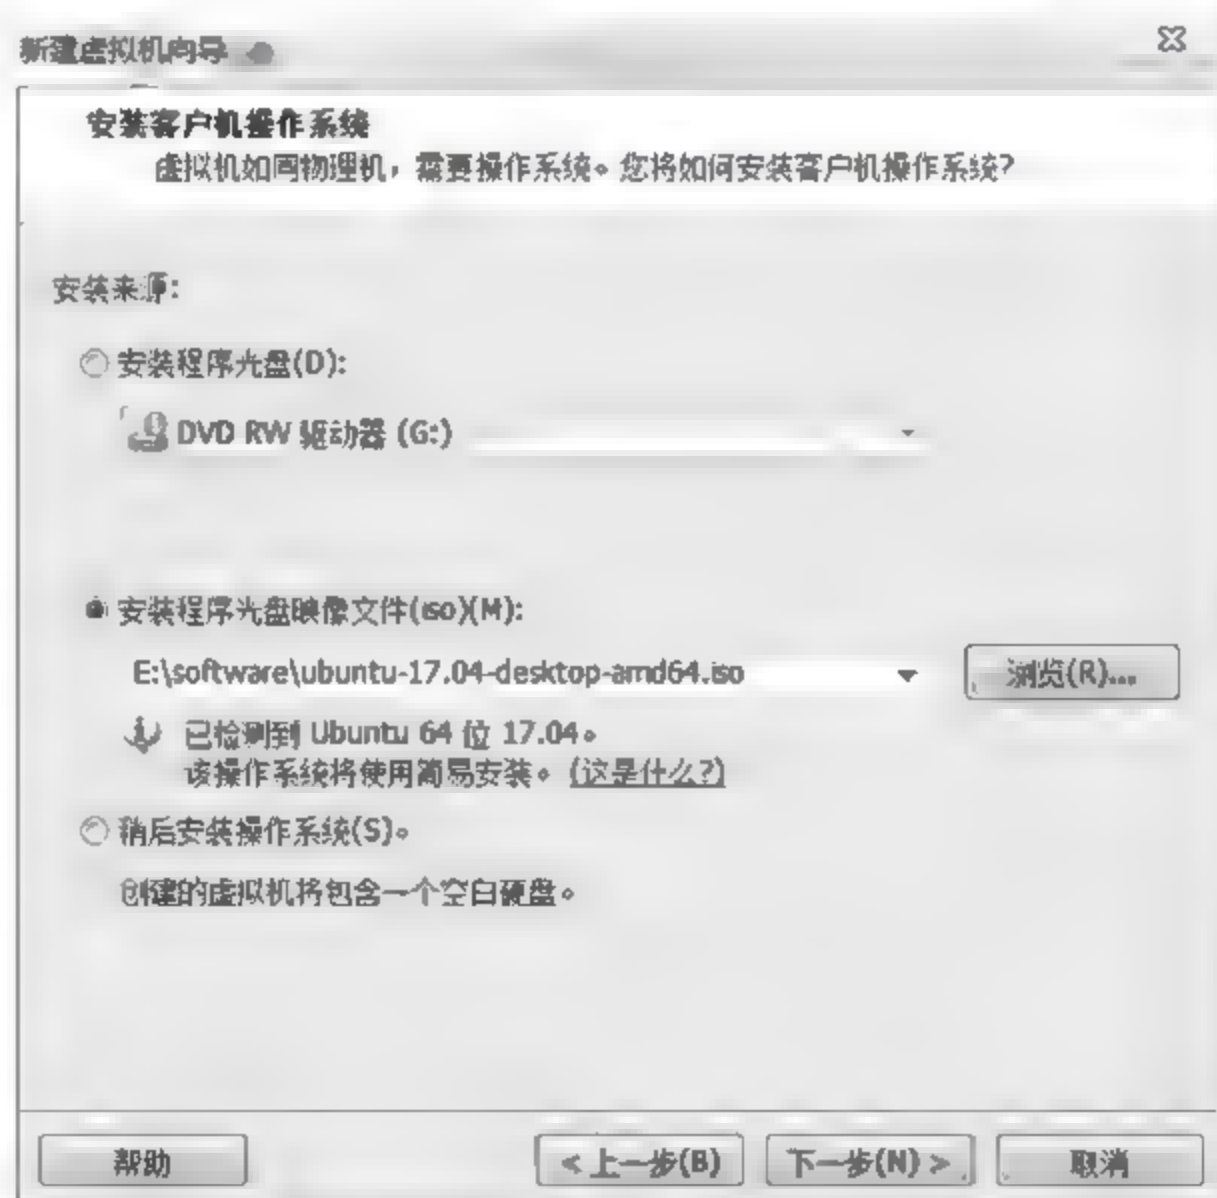 新建虚拟机向导
安装客户机操作系统
虚拟机如同物理机，需要操作系统。您将如何安装客户机操作系统?
安装来源:
安装程序光盘(D):
DVD RW 驱动器 (G:)
安装程序光盘映像文件(iso)(M):
E:\software\ubuntu-17.04-desktop-amd64.iso
浏览(R)...
已检测到 Ubuntu 64 位 17.04。
该操作系统将使用简易安装。(这是什么?)
稍后安装操作系统(S)。
创建的虚拟机将包含一个空白硬盘。
帮助
< 上一步(B)
下一步(N) >
取消